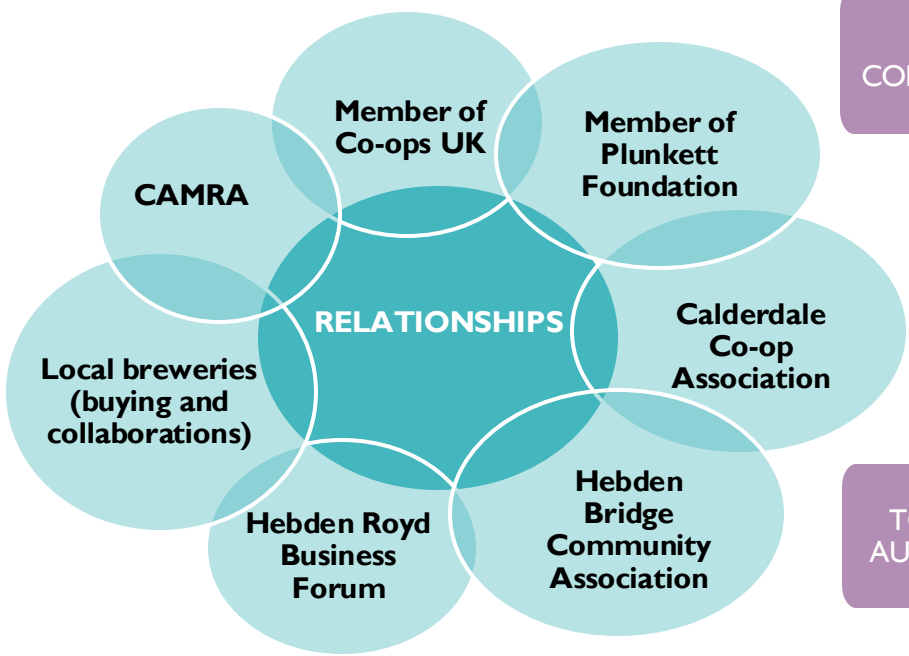 Member of
Co-ops UK
Member of
Plunkett
Foundation
CAMRA
RELATIONSHIPS
Calderdale
Co-op
Association
Local breweries
(buying and
collaborations)
Hebden
Bridge
Community
Association
Hebden Royd
Business
Forum